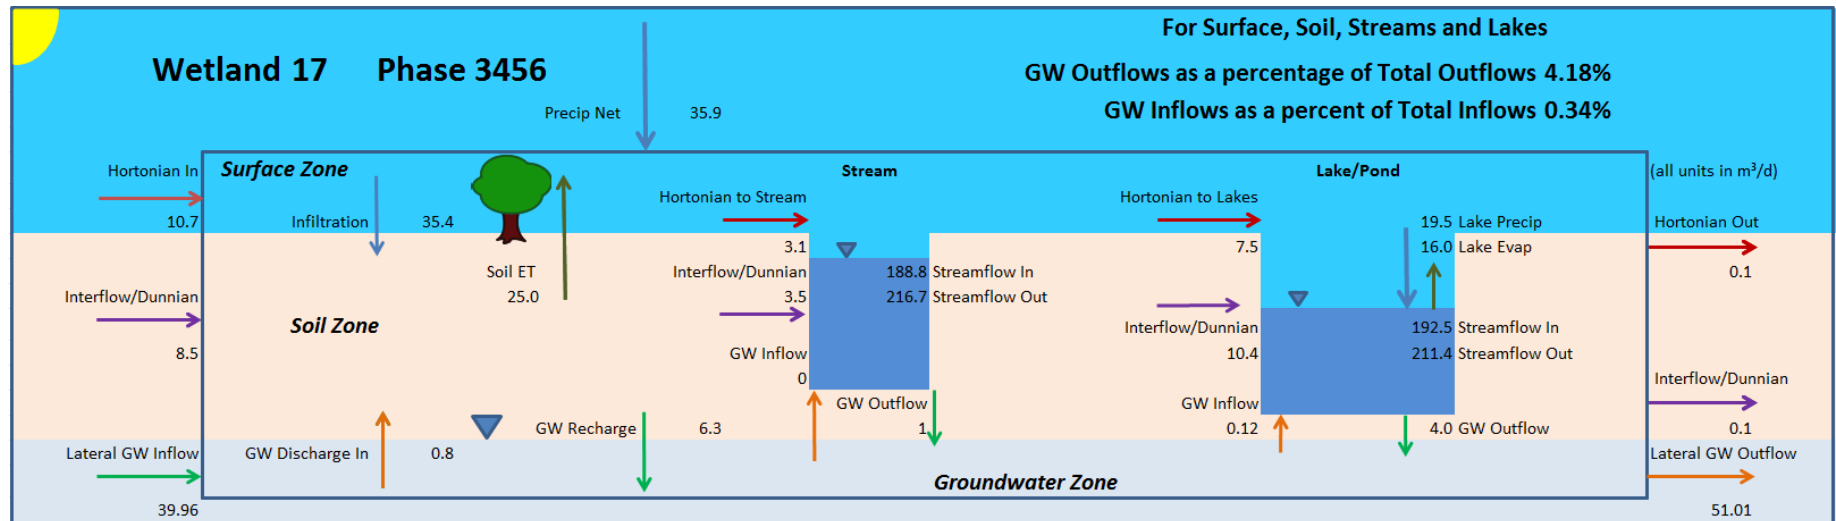 For Surface, Soil, Streams and Lakes
Wetland 17 Phase 3456
GW Outflows as a percentage of Total Outflows 4.18%
GW Inflows as a percent of Total Inflows 0.34%
Precip Net 35.9
Hortonian In
10.7
Surface Zone
Infiltration 35.4
Soil ET
25.0
Interflow/Dunnian
8.5
Soil Zone
Stream
Hortonian to Stream
3.1
Interflow/Dunnian
3.5
188.8 Streamflow In
216.7 Streamflow Out
GW Inflow
0
GW Outflow
1
Lake/Pond
Hortonian to Lakes
7.5
19.5 Lake Precip
16.0 Lake Evap
Interflow/Dunnian
10.4
192.5 Streamflow In
211.4 Streamflow Out
GW Inflow
0.12
4.0 GW Outflow
(all units in m³/d)
Hortonian Out
0.1
Interflow/Dunnian
0.1
GW Recharge 6.3
Lateral GW Inflow
39.96
GW Discharge In 0.8
Groundwater Zone
Lateral GW Outflow
51.01